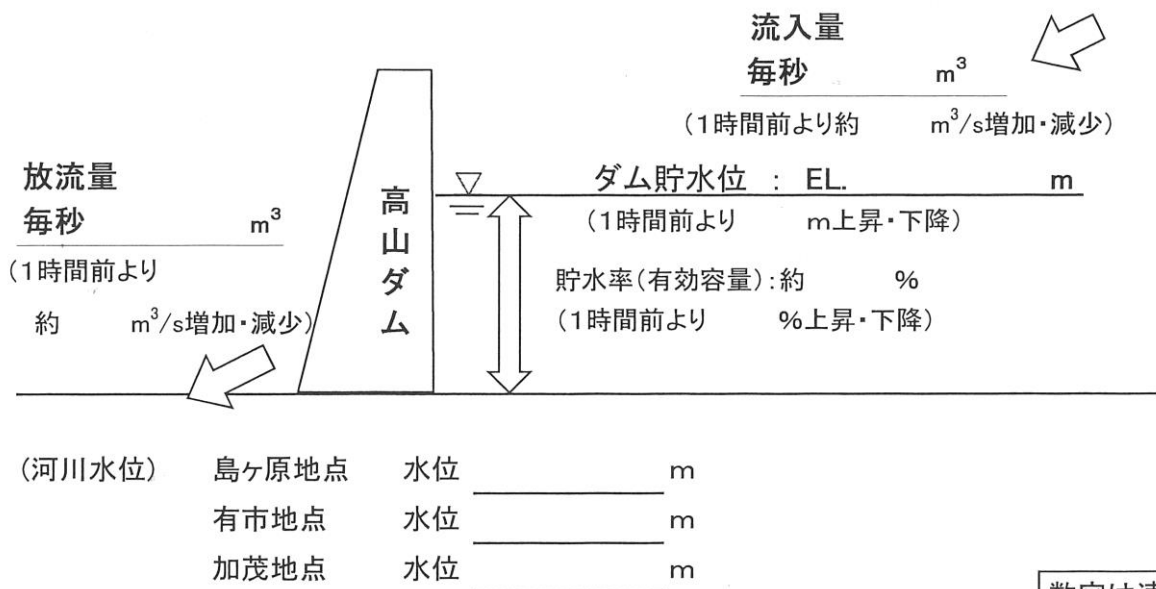 流入量
毎秒 m³
(1時間前より約 m³/s増加・減少)
放流量
毎秒 m³
(1時間前より
約 m³/s増加・減少)
高山ダム
ダム貯水位 : EL. m
(1時間前より m上昇・下降)
貯水率(有効容量):約 %
(1時間前より %上昇・下降)
(河川水位) 島ヶ原地点 水位 m
有市地点 水位 m
加茂地点 水位 m